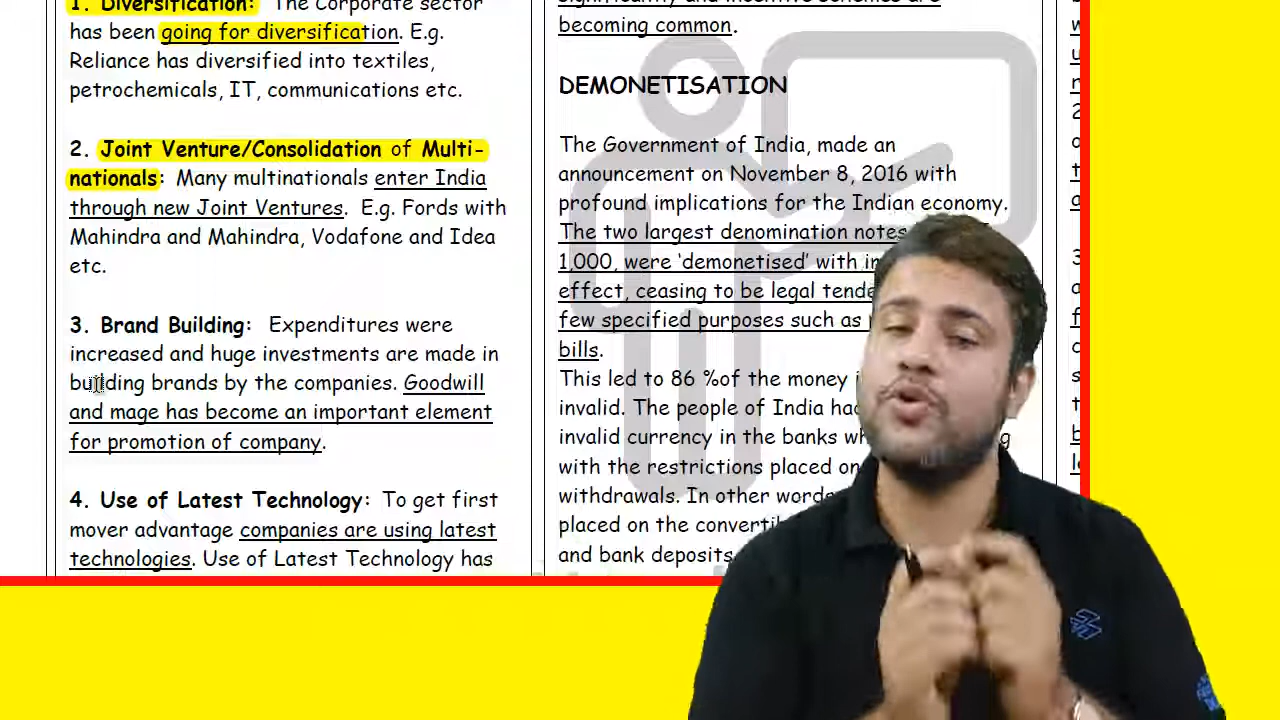 1. Diversification: The Corporate sector
has been going for diversification. E.g.
Reliance has diversified into textiles,
petrochemicals, IT, communications etc.
2. Joint Venture/Consolidation of Multi-
nationals: Many multinationals enter India
through new Joint Ventures. E.g. Fords with
Mahindra and Mahindra, Vodafone and Idea
etc.
3. Brand Building: Expenditures were
increased and huge investments are made in
building brands by the companies. Goodwill
and mage has become an important element
for promotion of company.
4. Use of Latest Technology: To get first
mover advantage companies are using latest
technologies. Use of Latest Technology has
becoming common.
DEMONETISATION
The Government of India, made an
announcement on November 8, 2016 with
profound implications for the Indian economy.
The two largest denomination notes
1,000, were ‘demonetised’ with
effect, ceasing to be legal
few specified purposes such as
bills.
This led to 86 %of the money
invalid. The people of India had
invalid currency in the banks
with the restrictions placed on
withdrawals. In other words
placed on the
and bank deposits